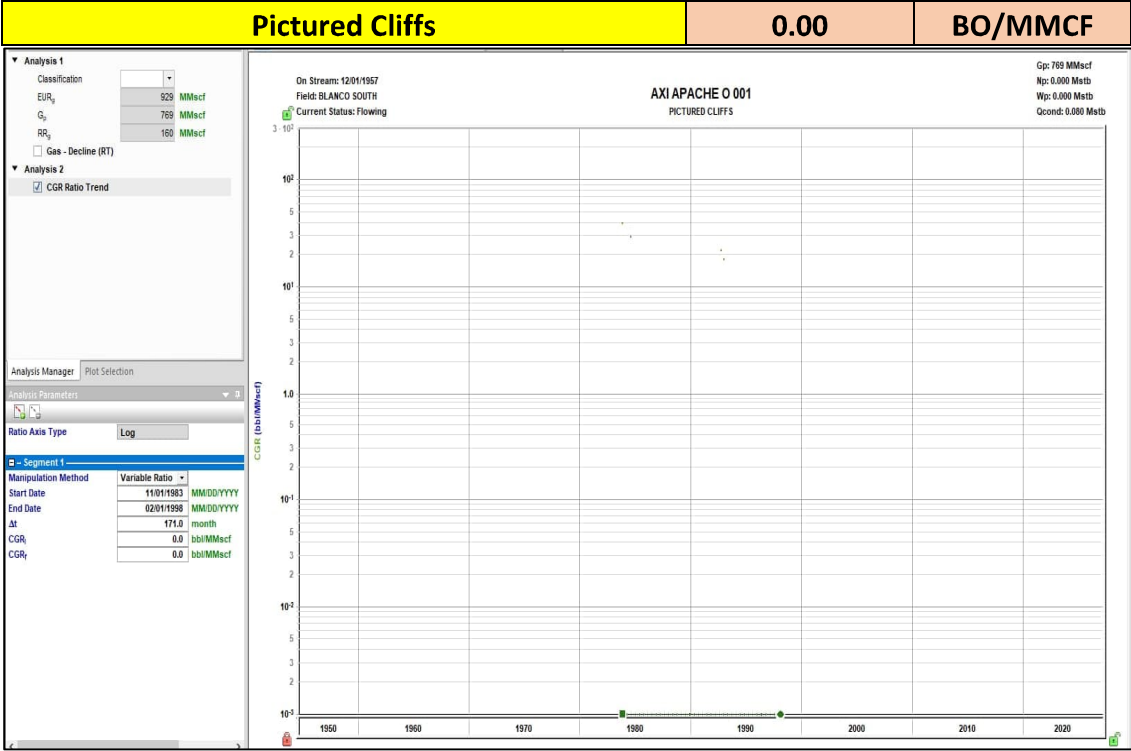 Pictured Cliffs 0.00 BO/MMCF
Analysis 1
Classification
EURg 929 MMscf
Gp 769 MMscf
RRg 160 MMscf
Gas - Decline (RT)
Analysis 2
CGR Ratio Trend
Analysis Manager Plot Selection
Analysis Parameters
Ratio Axis Type Log
Segment 1
Manipulation Method Variable Ratio
Start Date 11/01/1983 MM/DD/YYYY
End Date 02/01/1998 MM/DD/YYYY
Δt 171.0 month
CGRi 0.0 bbl/MMscf
CGRf 0.0 bbl/MMscf
On Stream: 12/01/1957
Field: BLANCO SOUTH
Current Status: Flowing
AXI APACHE O 001
PICTURED CLIFFS
Gp: 769 MMscf
Np: 0.000 Mstb
Wp: 0.000 Mstb
Qcond: 0.080 Mstb
CGR (bbl/MMscf)
3 · 10²
10²
5
3
2
10¹
5
3
2
1.0
5
3
2
10⁻¹
5
3
2
10⁻²
5
3
2
10⁻³
1950 1960 1970 1980 1990 2000 2010 2020